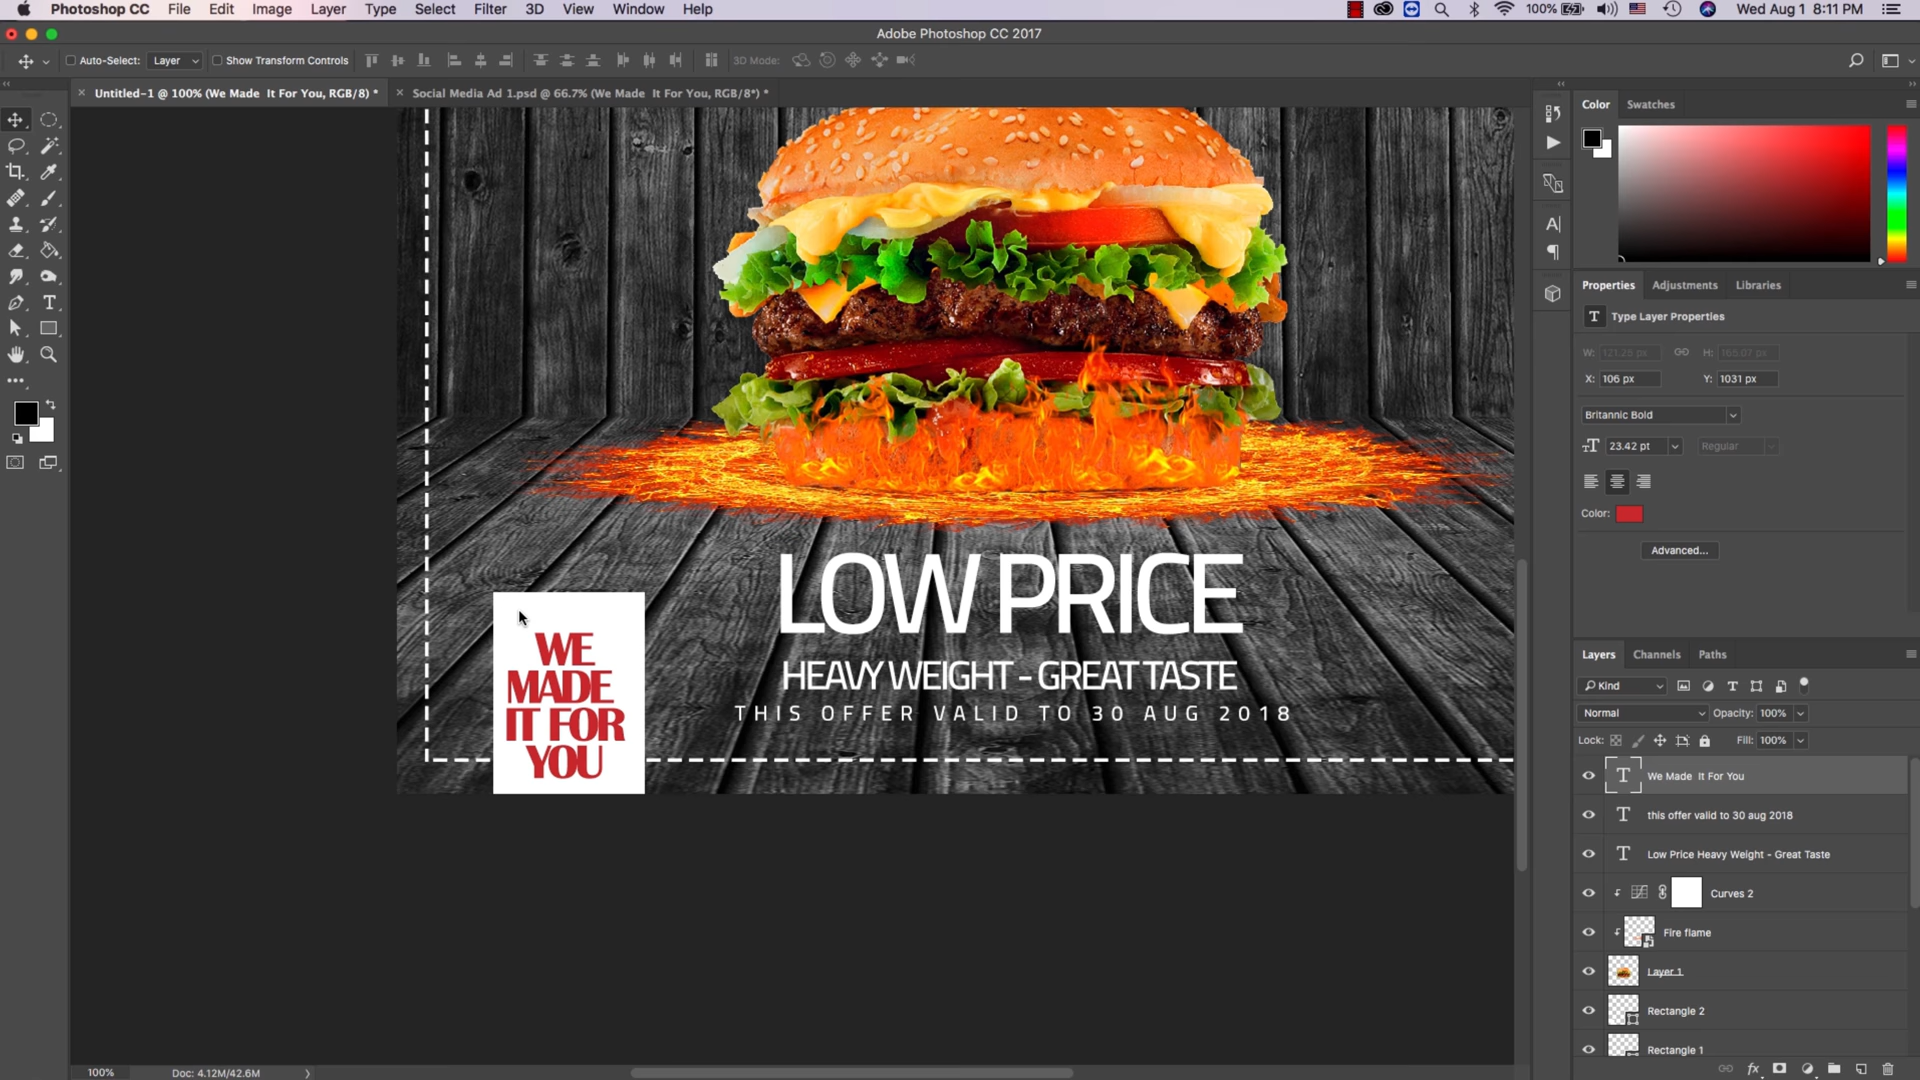 Photoshop CC File Edit Image Layer Type Select Filter 3D View Window Help 100% Wed Aug 1 8:11 PM
Adobe Photoshop CC 2017
Auto-Select: Layer Show Transform Controls 3D Mode:
× Untitled-1 @ 100% (We Made It For You, RGB/8) * × Social Media Ad 1.psd @ 66.7% (We Made It For You, RGB/8*) *
Color Swatches
Properties Adjustments Libraries
T Type Layer Properties
W: 121.25 px H: 165.07 px
X: 106 px Y: 1031 px
Britannic Bold
23.42 pt Regular
Color:
Advanced...
LOW PRICE
HEAVY WEIGHT - GREAT TASTE
THIS OFFER VALID TO 30 AUG 2018
WE
MADE
IT FOR
YOU
Layers Channels Paths
Kind
Normal Opacity: 100%
Lock: Fill: 100%
We Made It For You
this offer valid to 30 aug 2018
Low Price Heavy Weight - Great Taste
Curves 2
Fire flame
Layer 1
Rectangle 2
Rectangle 1
100% Doc: 4.12M/42.6M